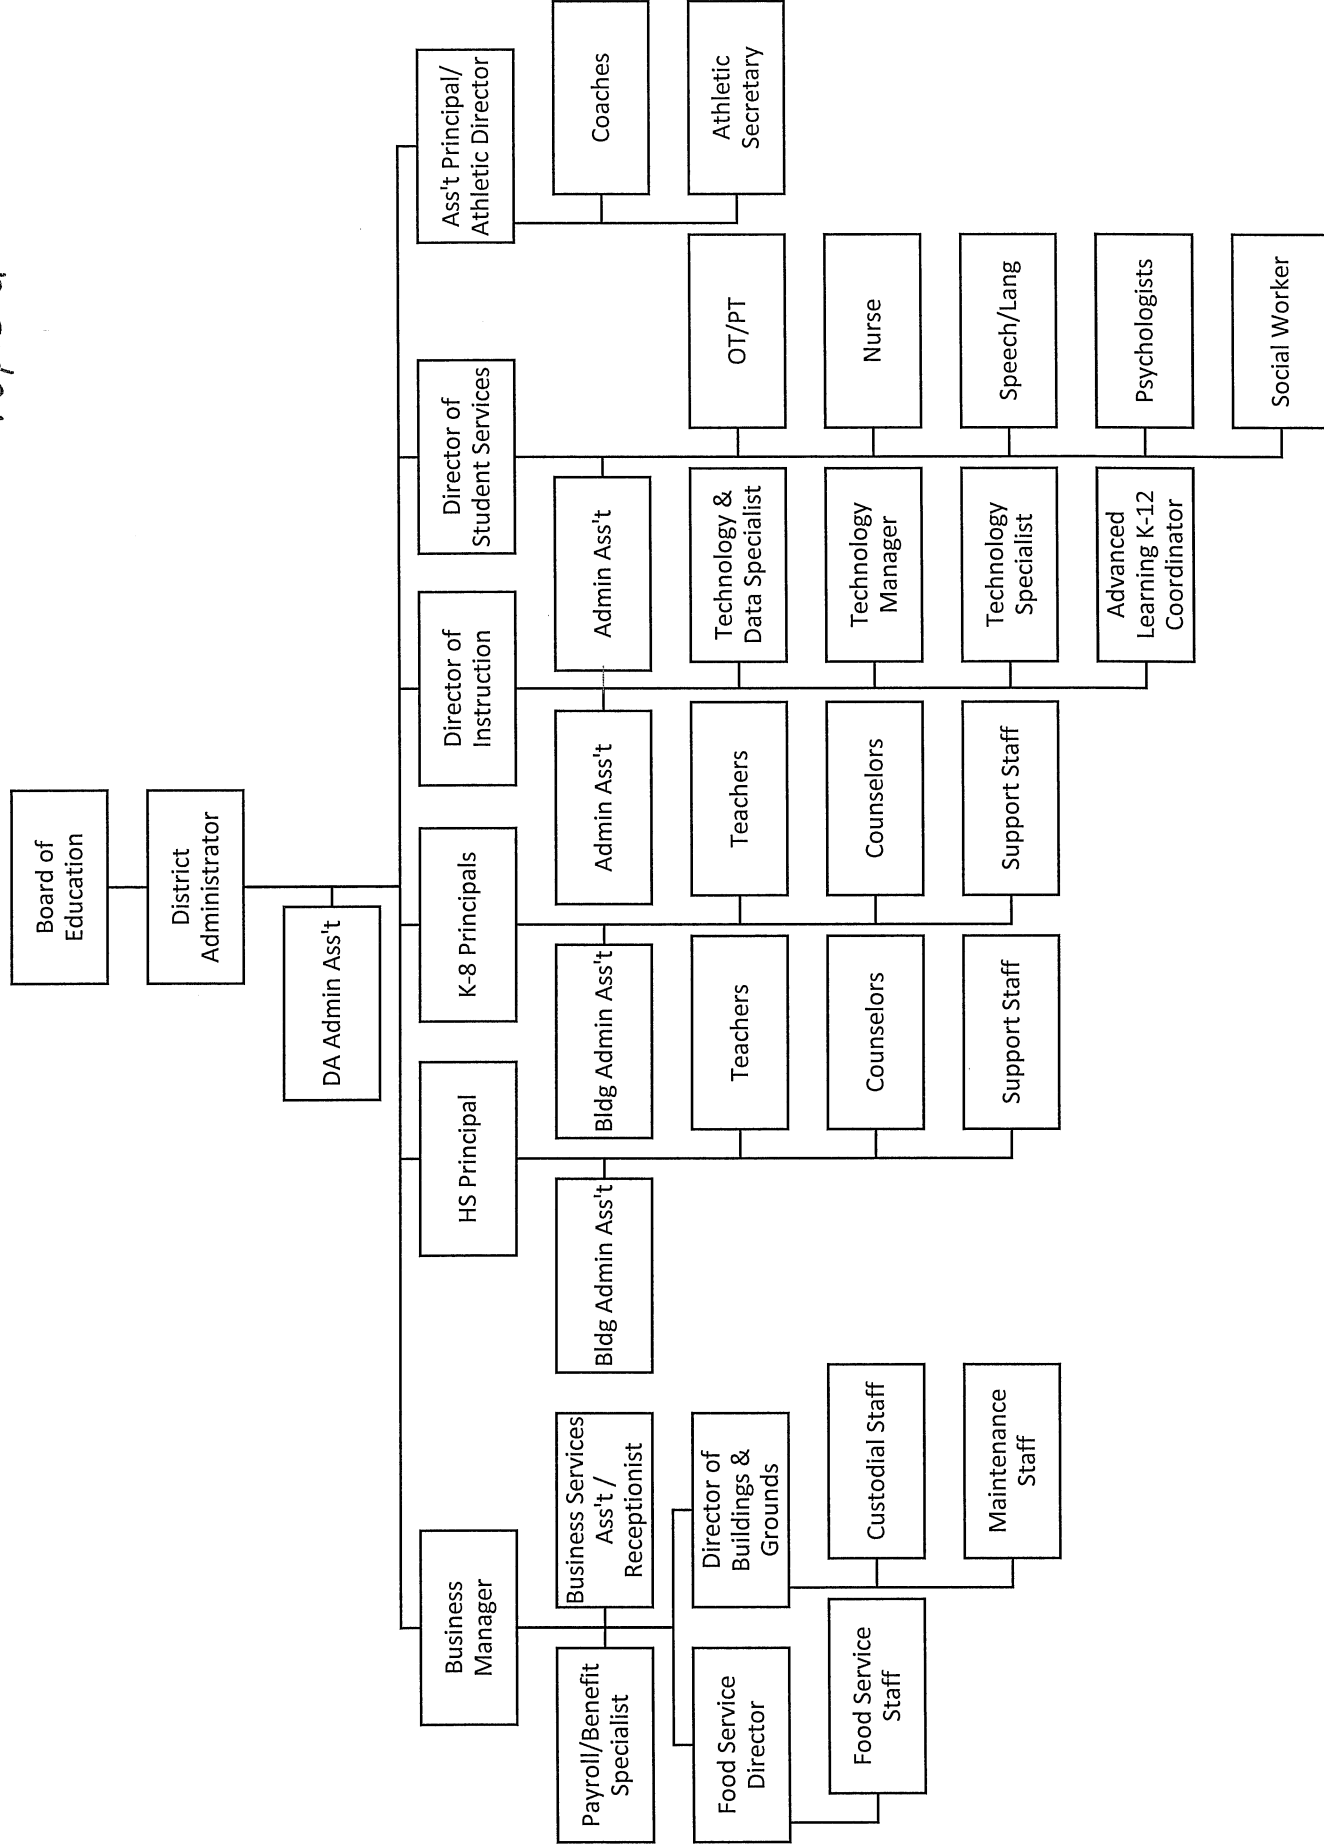 Board of
Education
District
Administrator
DA Admin Ass't
Business
Manager
Payroll/Benefit
Specialist
Business Services
Ass't /
Receptionist
Food Service
Director
Food Service
Staff
Director of
Buildings &
Grounds
Custodial Staff
Maintenance
Staff
HS Principal
Bldg Admin Ass't
Teachers
Counselors
Support Staff
K-8 Principals
Bldg Admin Ass't
Teachers
Counselors
Support Staff
Director of
Instruction
Admin Ass't
Technology &
Data Specialist
Technology
Manager
Technology
Specialist
Advanced
Learning K-12
Coordinator
Director of
Student Services
Admin Ass't
OT/PT
Nurse
Speech/Lang
Psychologists
Social Worker
Ass't Principal/
Athletic Director
Coaches
Athletic
Secretary